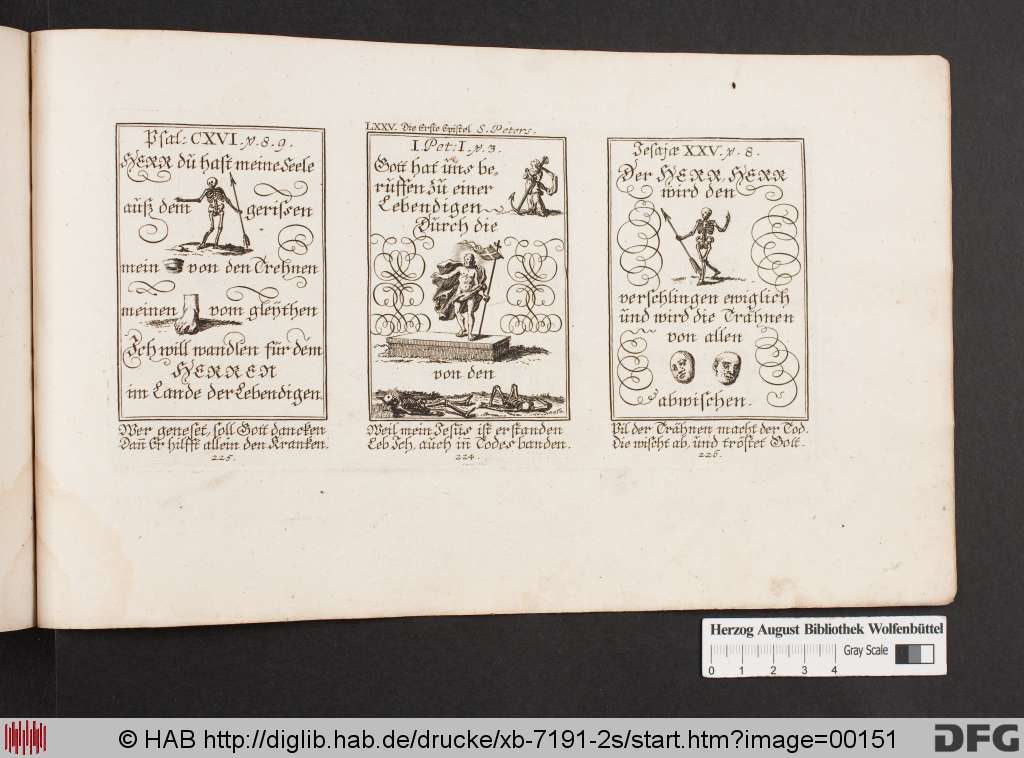 Psal: CXVI. v. 8. 9.
HERR du hast meine Seele
auß dem gerissen
mein von den Trehnen
meinen vom gleÿthen
Ich will wandlen für dem
HERREN
im Lande der Lebendigen.
Wer geneset, soll Gott dancken
Dañ Er hilfft allein den Kranken.
225.
LXXV. Die Erste Epistel S. Peters.
I. Pet: I. v. 3.
Gott hat uns be-
ruffen zu einer
Lebendigen
Durch die
von den
Weil mein Jesus ist erstanden
Leb Ich, auch in Todes banden.
224.
Jesajæ XXV. v. 8.
Der HERR, HERR
wird den
verschlingen ewiglich
und wird die Trähnen
von allen
abwischen.
Vil der Trähnen macht der Tod.
Die wischt ab, und tröstet Gott.
226.
Herzog August Bibliothek Wolfenbüttel
Gray Scale
0 1 2 3 4
© HAB http://diglib.hab.de/drucke/xb-7191-2s/start.htm?image=00151
DFG